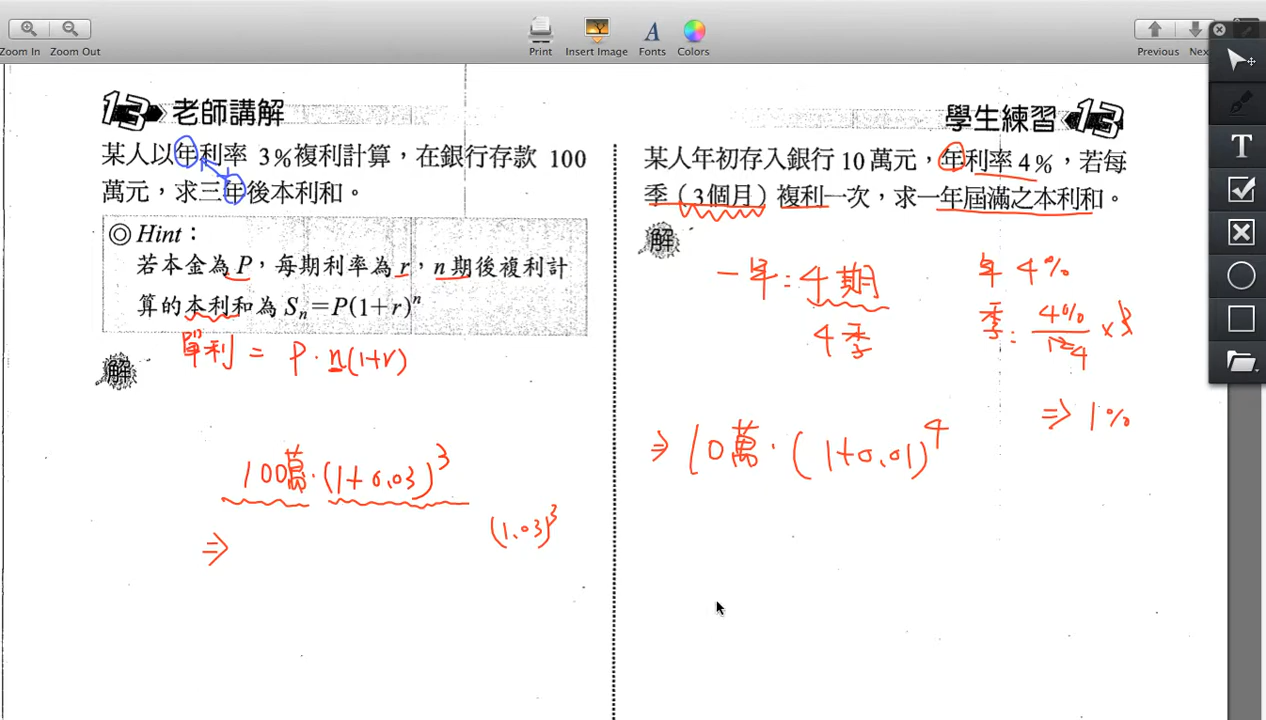 Zoom In Zoom Out Print Insert Image Fonts Colors Previous Nex
13 老師講解
某人以年利率 3%複利計算，在銀行存款 100
萬元，求三年後本利和。
◎ Hint：
若本金為 P，每期利率為 r，n 期後複利計
算的本利和為 Sₙ＝P(1＋r)ⁿ
單利 = P·n(1+r)
解
100萬·(1+0.03)³
(1.03)³
⇒
學生練習 13
某人年初存入銀行 10 萬元，年利率 4%，若每
季（3個月）複利一次，求一年屆滿之本利和。
解
一年：4期
4季
年 4%
季：4%/12=4 ×3
⇒ 1%
⇒ 10萬·(1+0.01)⁴
T